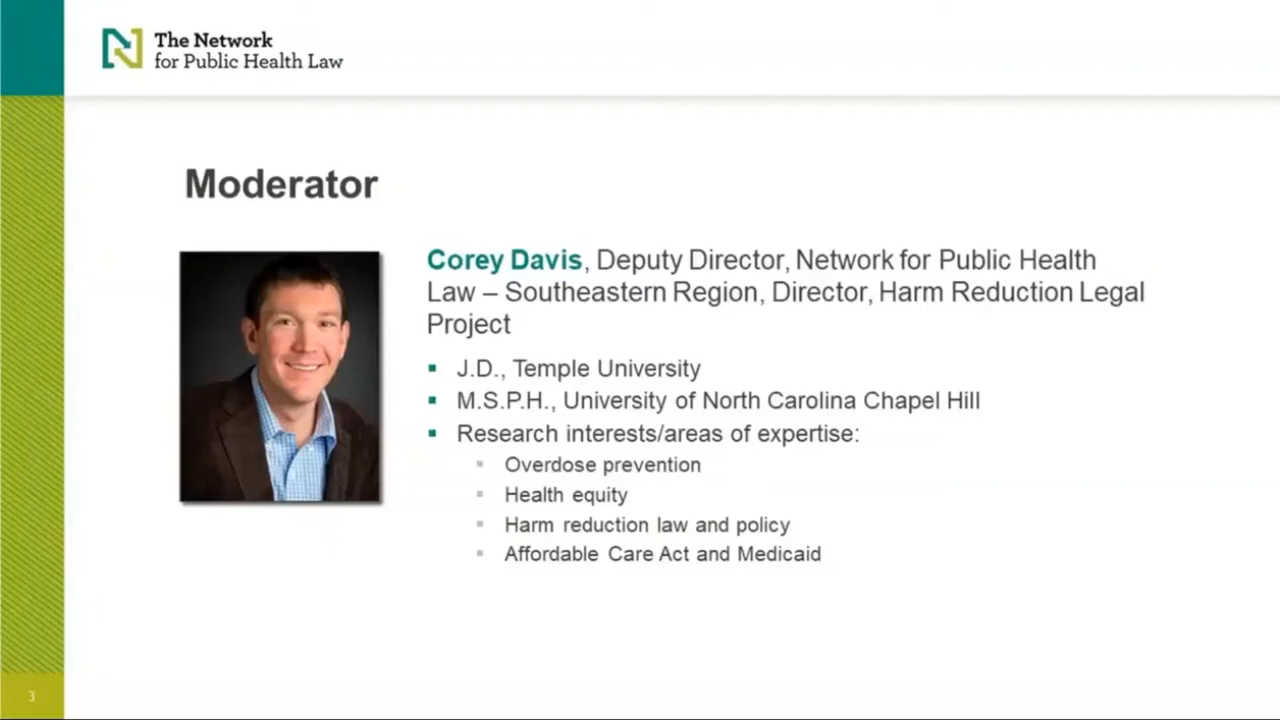 The Network
for Public Health Law
Moderator
Corey Davis, Deputy Director, Network for Public Health
Law – Southeastern Region, Director, Harm Reduction Legal
Project
▪ J.D., Temple University
▪ M.S.P.H., University of North Carolina Chapel Hill
▪ Research interests/areas of expertise:
▪ Overdose prevention
▪ Health equity
▪ Harm reduction law and policy
▪ Affordable Care Act and Medicaid
3